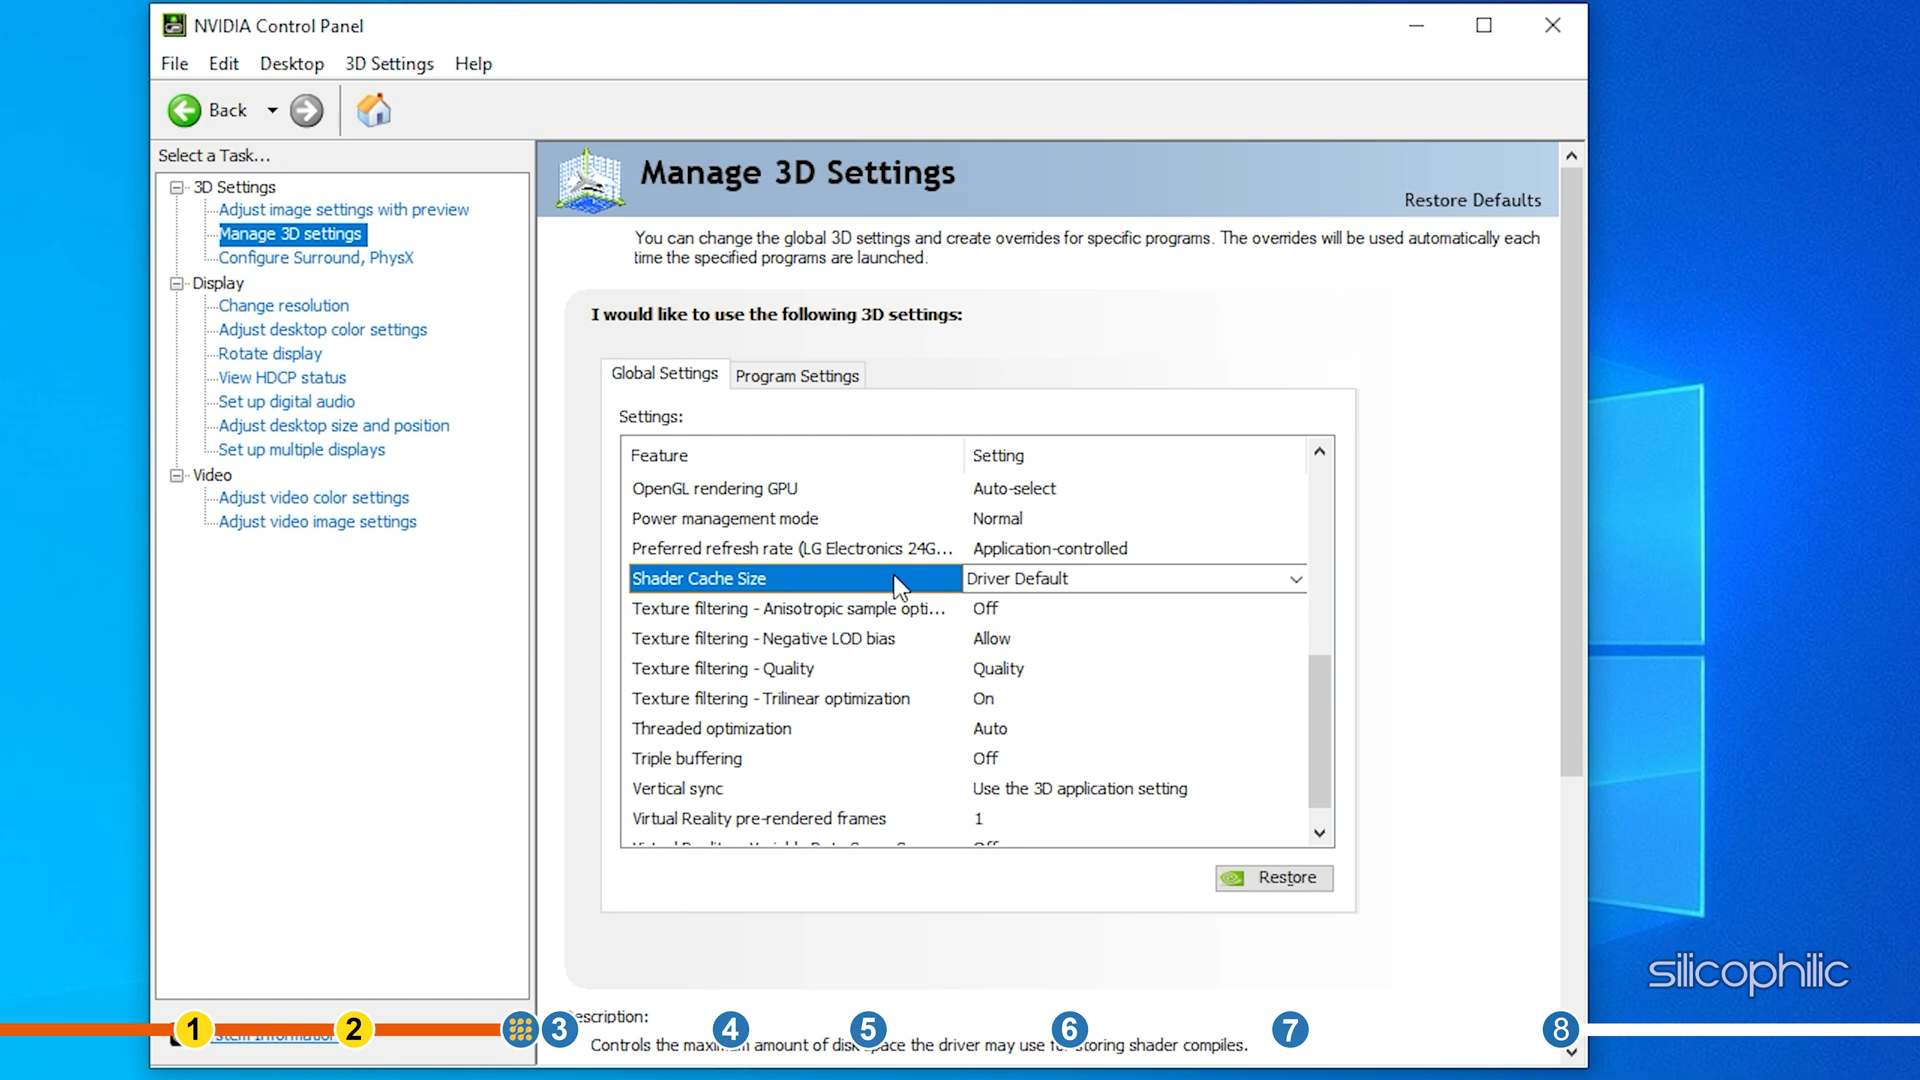 NVIDIA Control Panel
File Edit Desktop 3D Settings Help
Back
Select a Task...
3D Settings
Adjust image settings with preview
Manage 3D settings
Configure Surround, PhysX
Display
Change resolution
Adjust desktop color settings
Rotate display
View HDCP status
Set up digital audio
Adjust desktop size and position
Set up multiple displays
Video
Adjust video color settings
Adjust video image settings
Manage 3D Settings
Restore Defaults
You can change the global 3D settings and create overrides for specific programs. The overrides will be used automatically each
time the specified programs are launched.
I would like to use the following 3D settings:
Global Settings Program Settings
Settings:
Feature Setting
OpenGL rendering GPU Auto-select
Power management mode Normal
Preferred refresh rate (LG Electronics 24G... Application-controlled
Shader Cache Size Driver Default
Texture filtering - Anisotropic sample opti... Off
Texture filtering - Negative LOD bias Allow
Texture filtering - Quality Quality
Texture filtering - Trilinear optimization On
Threaded optimization Auto
Triple buffering Off
Vertical sync Use the 3D application setting
Virtual Reality pre-rendered frames 1
Restore
silicophilic
1 2 3 4 5 6 7 8
escription:
Controls the maximum amount of disk space the driver may use for storing shader compiles.